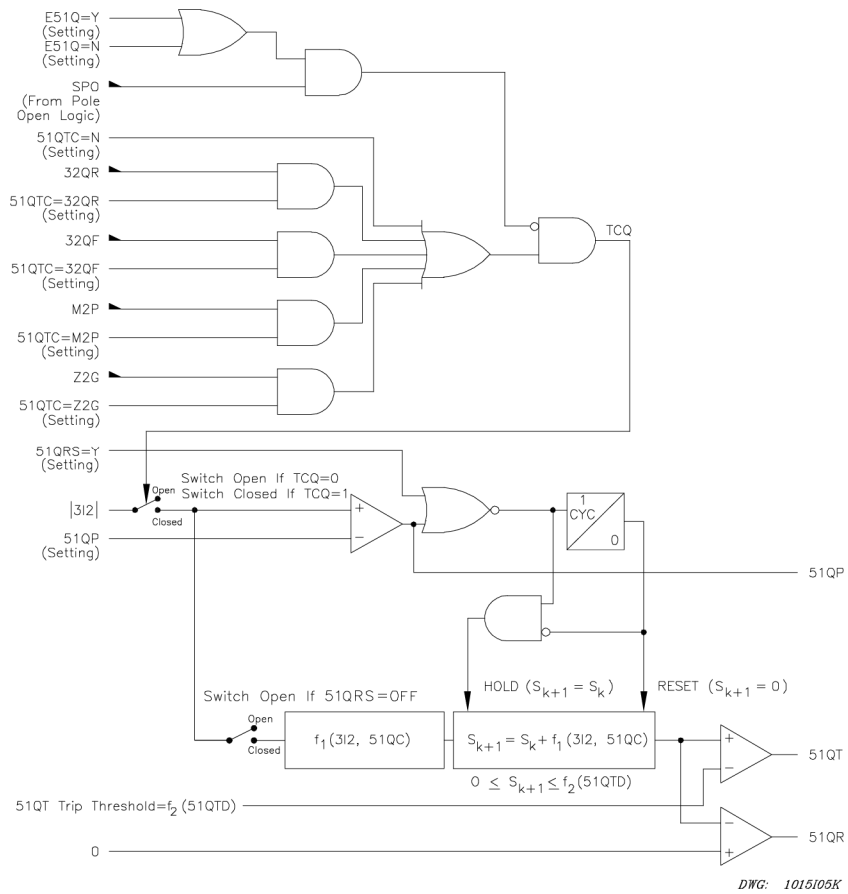 E51Q=Y
(Setting)
E51Q=N
(Setting)
SPO
(From Pole
Open Logic)
51QTC=N
(Setting)
32QR
51QTC=32QR
(Setting)
32QF
51QTC=32QF
(Setting)
M2P
51QTC=M2P
(Setting)
Z2G
51QTC=Z2G
(Setting)
TCQ
51QRS=Y
(Setting)
Switch Open If TCQ=0
Switch Closed If TCQ=1
Open
Closed
|3I2|
51QP
(Setting)
+
−
1
CYC
0
51QP
HOLD (Sk+1 = Sk)
RESET (Sk+1 = 0)
Switch Open If 51QRS=OFF
Open
Closed
f1(3I2, 51QC)
Sk+1 = Sk + f1(3I2, 51QC)
0 ≤ Sk+1 ≤ f2(51QTD)
+
−
51QT
51QT Trip Threshold=f2(51QTD)
−
+
51QR
0
DWG: 1015I05K